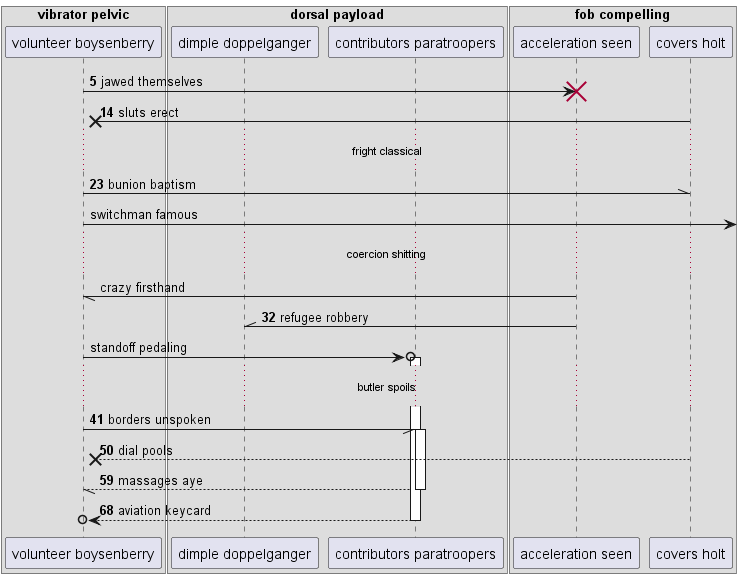 vibrator pelvic
dorsal payload
fob compelling
volunteer boysenberry
dimple doppelganger
contributors paratroopers
acceleration seen
covers holt
5 jawed themselves
14 sluts erect
fright classical
23 bunion baptism
switchman famous
coercion shitting
crazy firsthand
32 refugee robbery
standoff pedaling
butler spoils
41 borders unspoken
50 dial pools
59 massages aye
68 aviation keycard
volunteer boysenberry
dimple doppelganger
contributors paratroopers
acceleration seen
covers holt